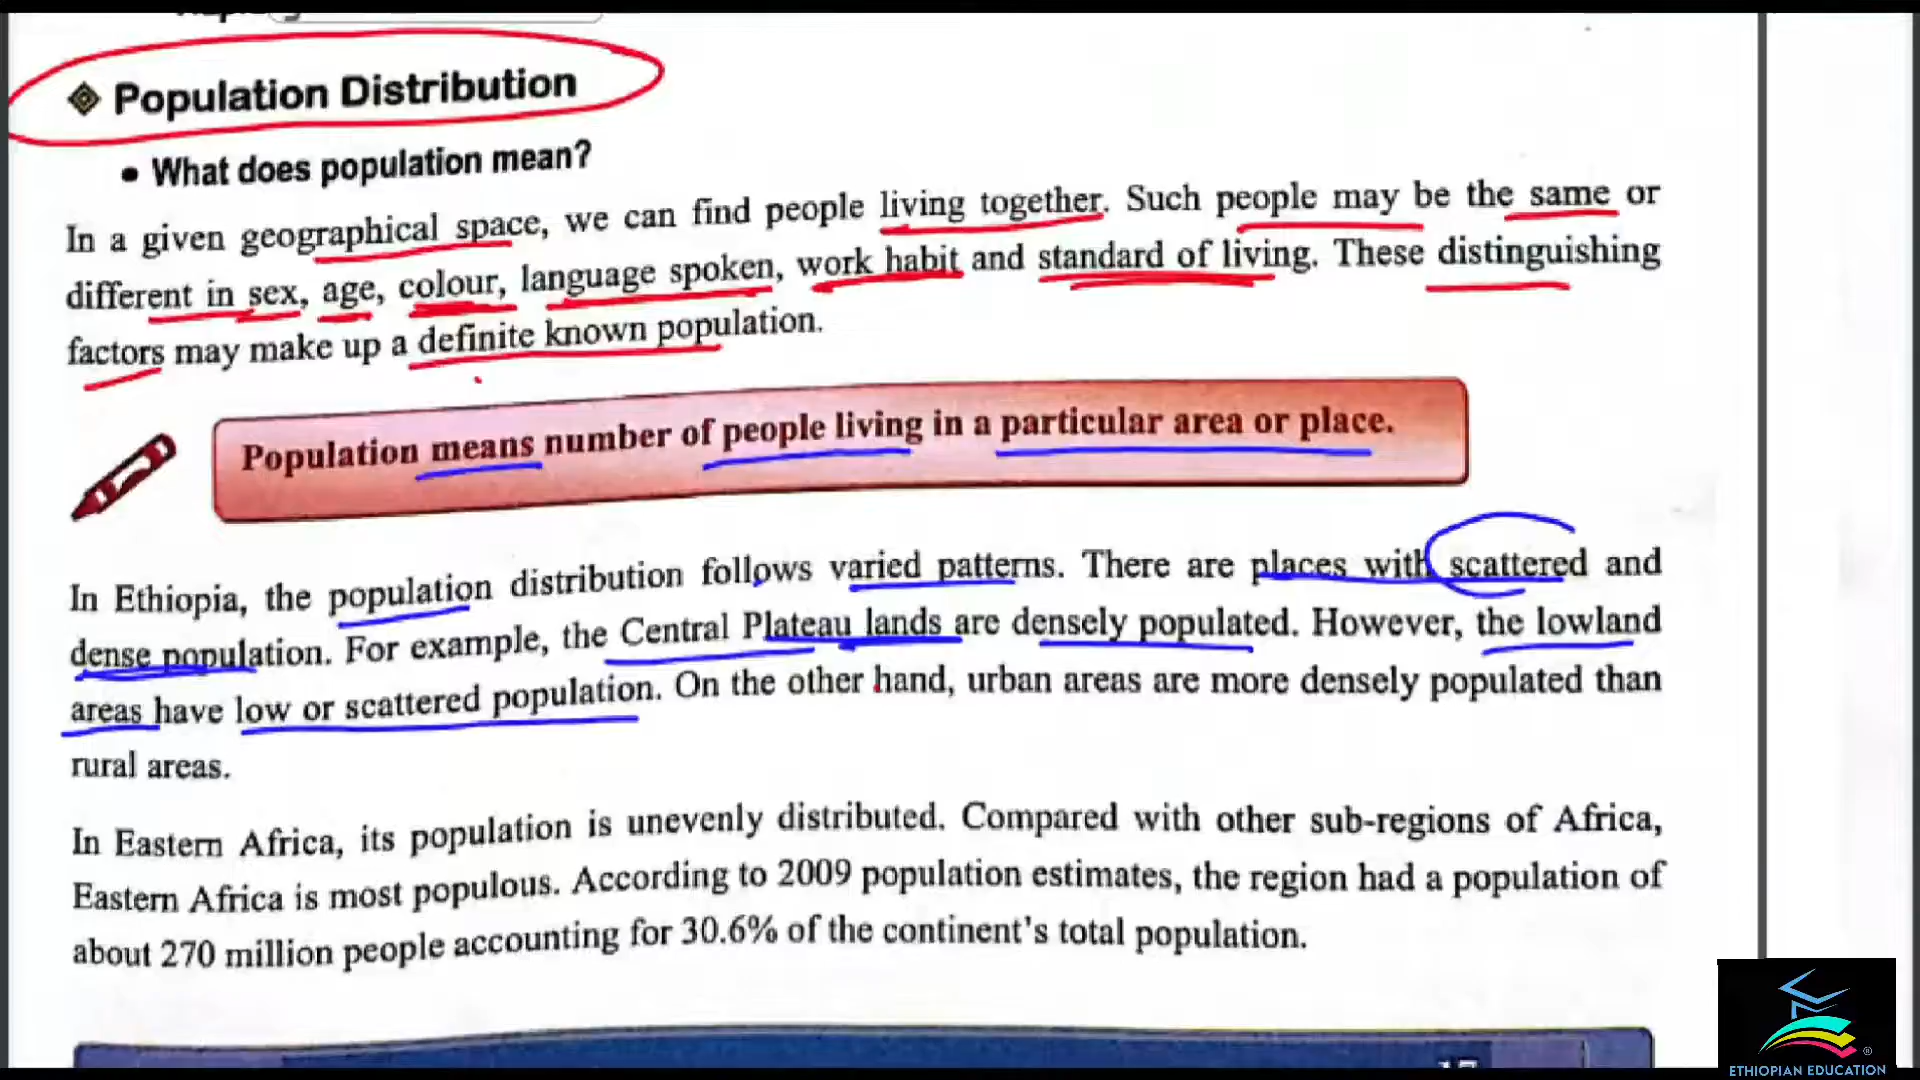 Population Distribution
• What does population mean?
In a given geographical space, we can find people living together. Such people may be the same or
different in sex, age, colour, language spoken, work habit and standard of living. These distinguishing
factors may make up a definite known population.
Population means number of people living in a particular area or place.
In Ethiopia, the population distribution follows varied patterns. There are places with scattered and
dense population. For example, the Central Plateau lands are densely populated. However, the lowland
areas have low or scattered population. On the other hand, urban areas are more densely populated than
rural areas.
In Eastern Africa, its population is unevenly distributed. Compared with other sub-regions of Africa,
Eastern Africa is most populous. According to 2009 population estimates, the region had a population of
about 270 million people accounting for 30.6% of the continent's total population.
®
ETHIOPIAN EDUCATION